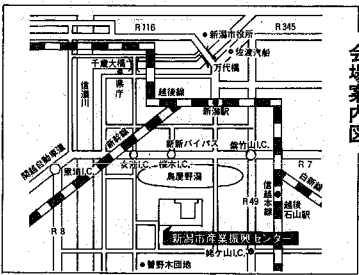 会場案内図
R116
R345
新潟市役所
佐渡汽船
千歳大橋
万代橋
県庁
信濃川
越後線
新潟駅
新幹線
新新バイパス
紫竹山I.C.
関越自動車道
女池I.C.
桜木I.C.
R7
黒埼I.C.
鳥屋野潟
白新線
R49
信越本線
越後石山駅
R8
新潟市産業振興センター
姥ケ山I.C.
曽野木団地